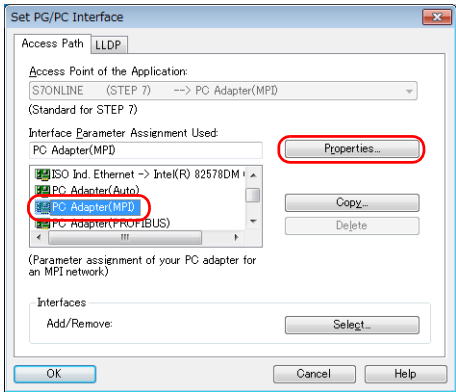 Set PG/PC Interface
Access Path LLDP
Access Point of the Application:
S7ONLINE (STEP 7) --> PC Adapter(MPI)
(Standard for STEP 7)
Interface Parameter Assignment Used:
PC Adapter(MPI)
Properties...
ISO Ind. Ethernet -> Intel(R) 82578DM
PC Adapter(Auto)
PC Adapter(MPI)
PC Adapter(PROFIBUS)
Copy...
Delete
(Parameter assignment of your PC adapter for
an MPI network)
Interfaces
Add/Remove:
Select...
OK Cancel Help